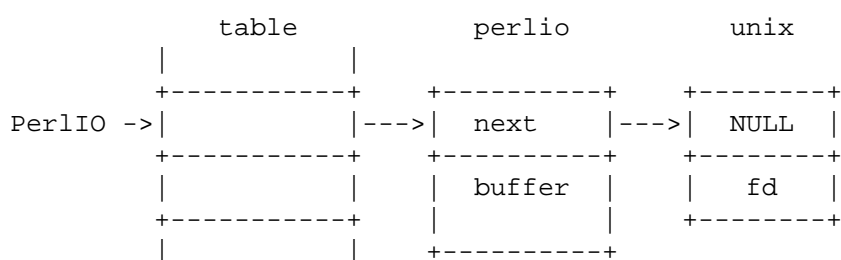 table           perlio          unix
        |           |
        +-----------+    +----------+    +--------+
PerlIO ->|           |--->|  next    |--->|  NULL  |
        +-----------+    +----------+    +--------+
        |           |    |  buffer  |    |   fd   |
        +-----------+    |          |    +--------+
        |           |    +----------+